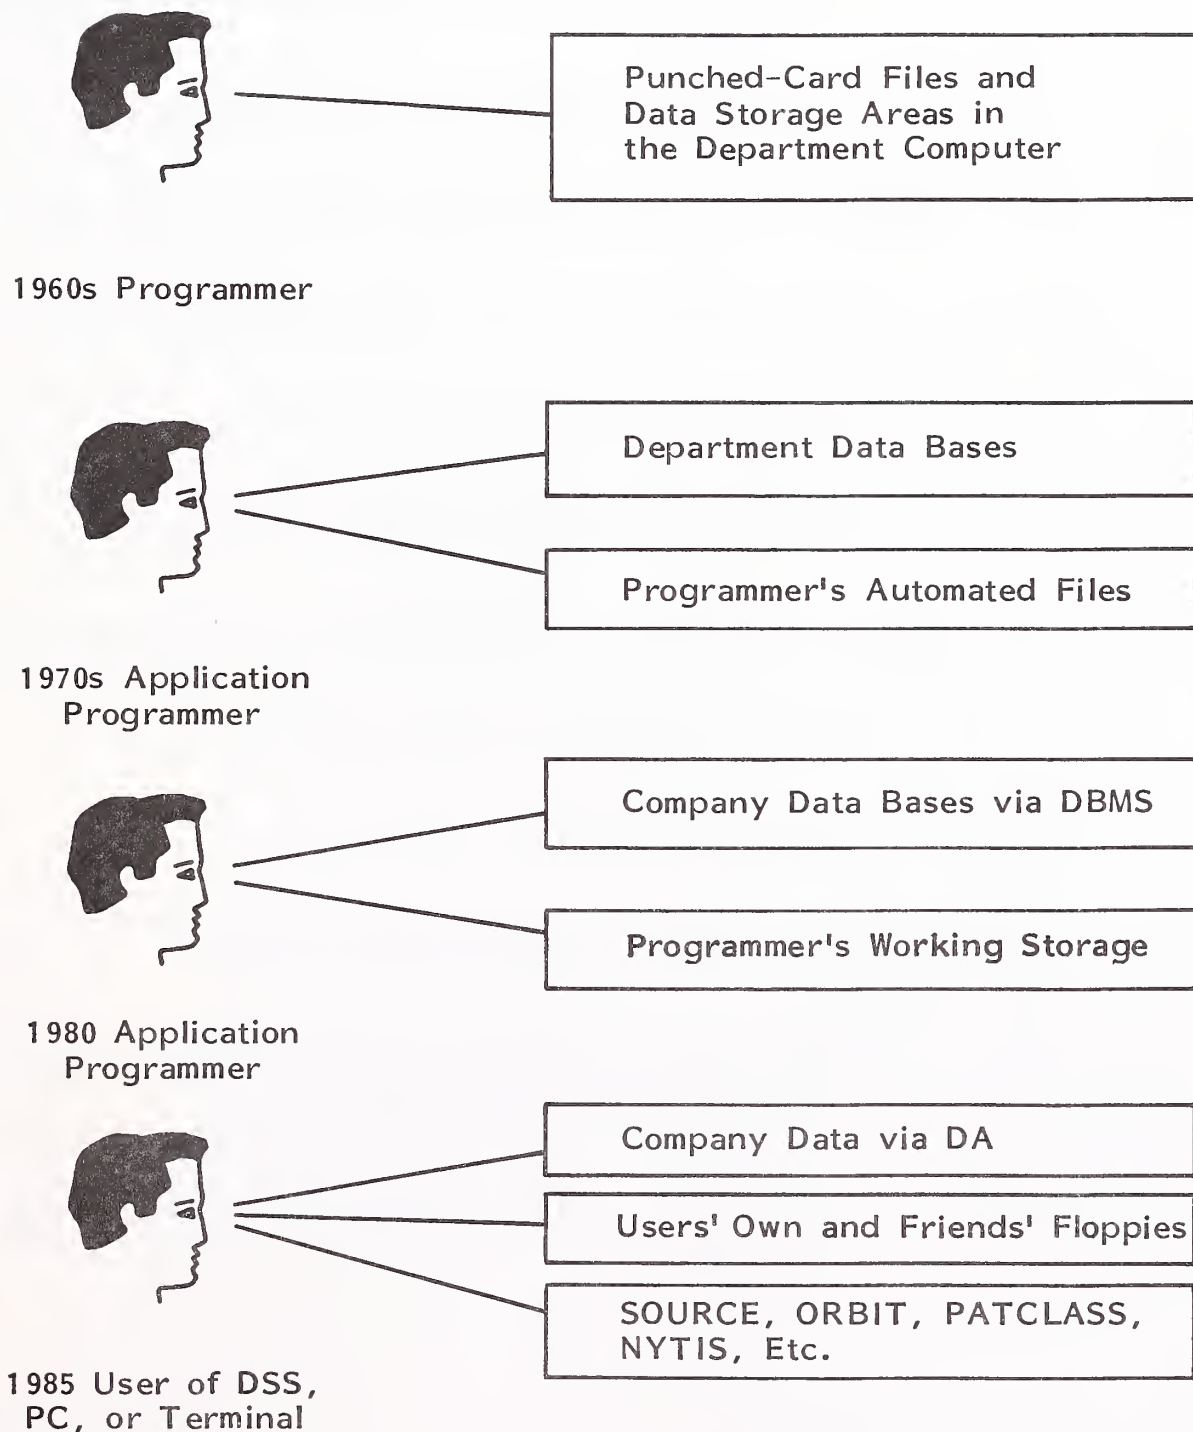 Punched-Card Files and
Data Storage Areas in
the Department Computer
1960s Programmer
Department Data Bases
Programmer's Automated Files
1970s Application
Programmer
Company Data Bases via DBMS
Programmer's Working Storage
1980 Application
Programmer
Company Data via DA
Users' Own and Friends' Floppies
SOURCE, ORBIT, PATCLASS,
NYTIS, Etc.
1985 User of DSS,
PC, or Terminal